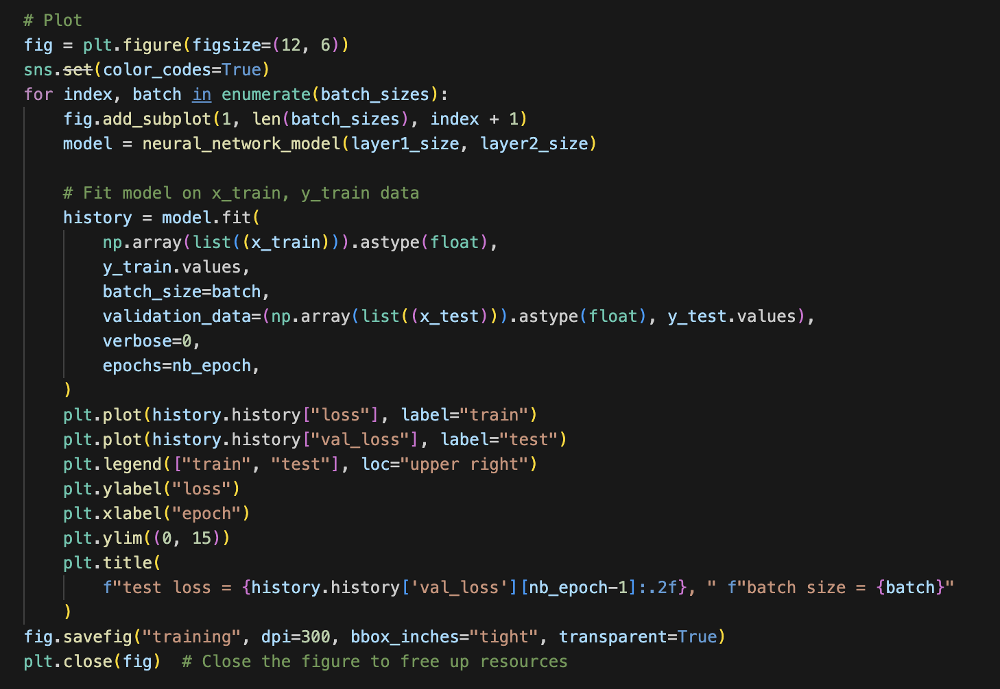 # Plot
fig = plt.figure(figsize=(12, 6))
sns.set(color_codes=True)
for index, batch in enumerate(batch_sizes):
    fig.add_subplot(1, len(batch_sizes), index + 1)
    model = neural_network_model(layer1_size, layer2_size)

    # Fit model on x_train, y_train data
    history = model.fit(
        np.array(list((x_train))).astype(float),
        y_train.values,
        batch_size=batch,
        validation_data=(np.array(list((x_test))).astype(float), y_test.values),
        verbose=0,
        epochs=nb_epoch,
    )
    plt.plot(history.history["loss"], label="train")
    plt.plot(history.history["val_loss"], label="test")
    plt.legend(["train", "test"], loc="upper right")
    plt.ylabel("loss")
    plt.xlabel("epoch")
    plt.ylim((0, 15))
    plt.title(
        f"test loss = {history.history['val_loss'][nb_epoch-1]:.2f}, " f"batch size = {batch}"
    )
fig.savefig("training", dpi=300, bbox_inches="tight", transparent=True)
plt.close(fig)  # Close the figure to free up resources